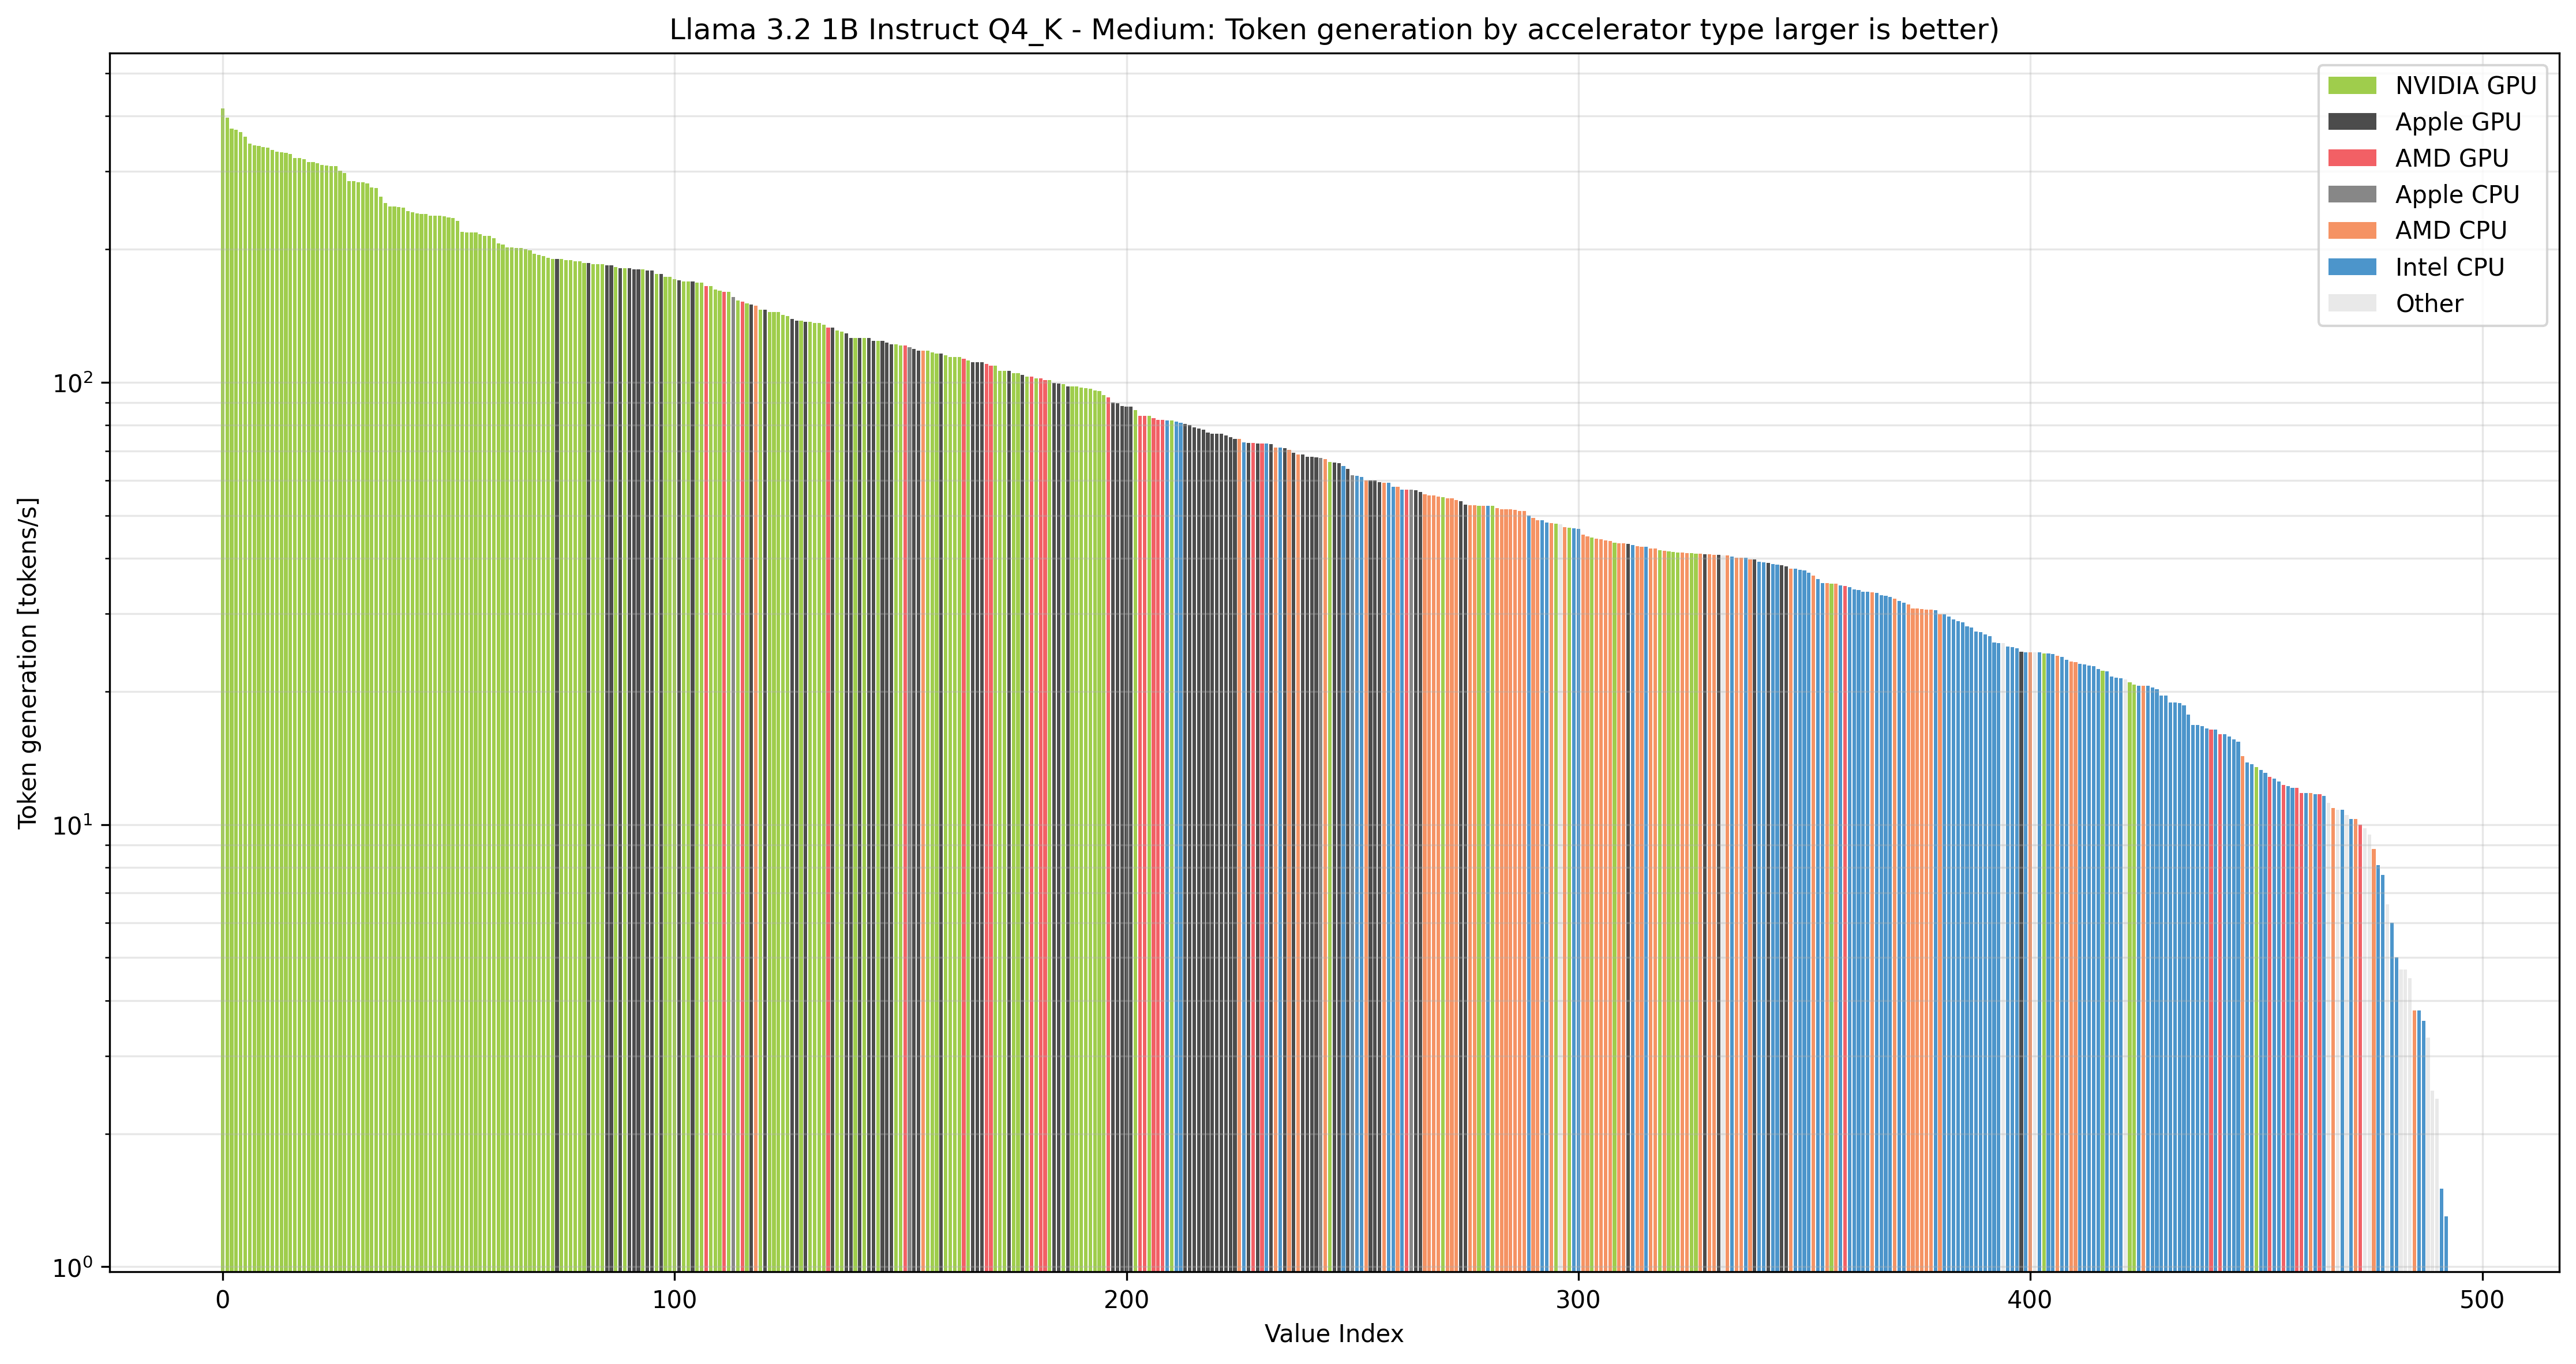 Llama 3.2 1B Instruct Q4_K - Medium: Token generation by accelerator type larger is better)
NVIDIA GPU
Apple GPU
AMD GPU
Apple CPU
AMD CPU
Intel CPU
Other
Token generation [tokens/s]
10²
10¹
10⁰
0 100 200 300 400 500
Value Index